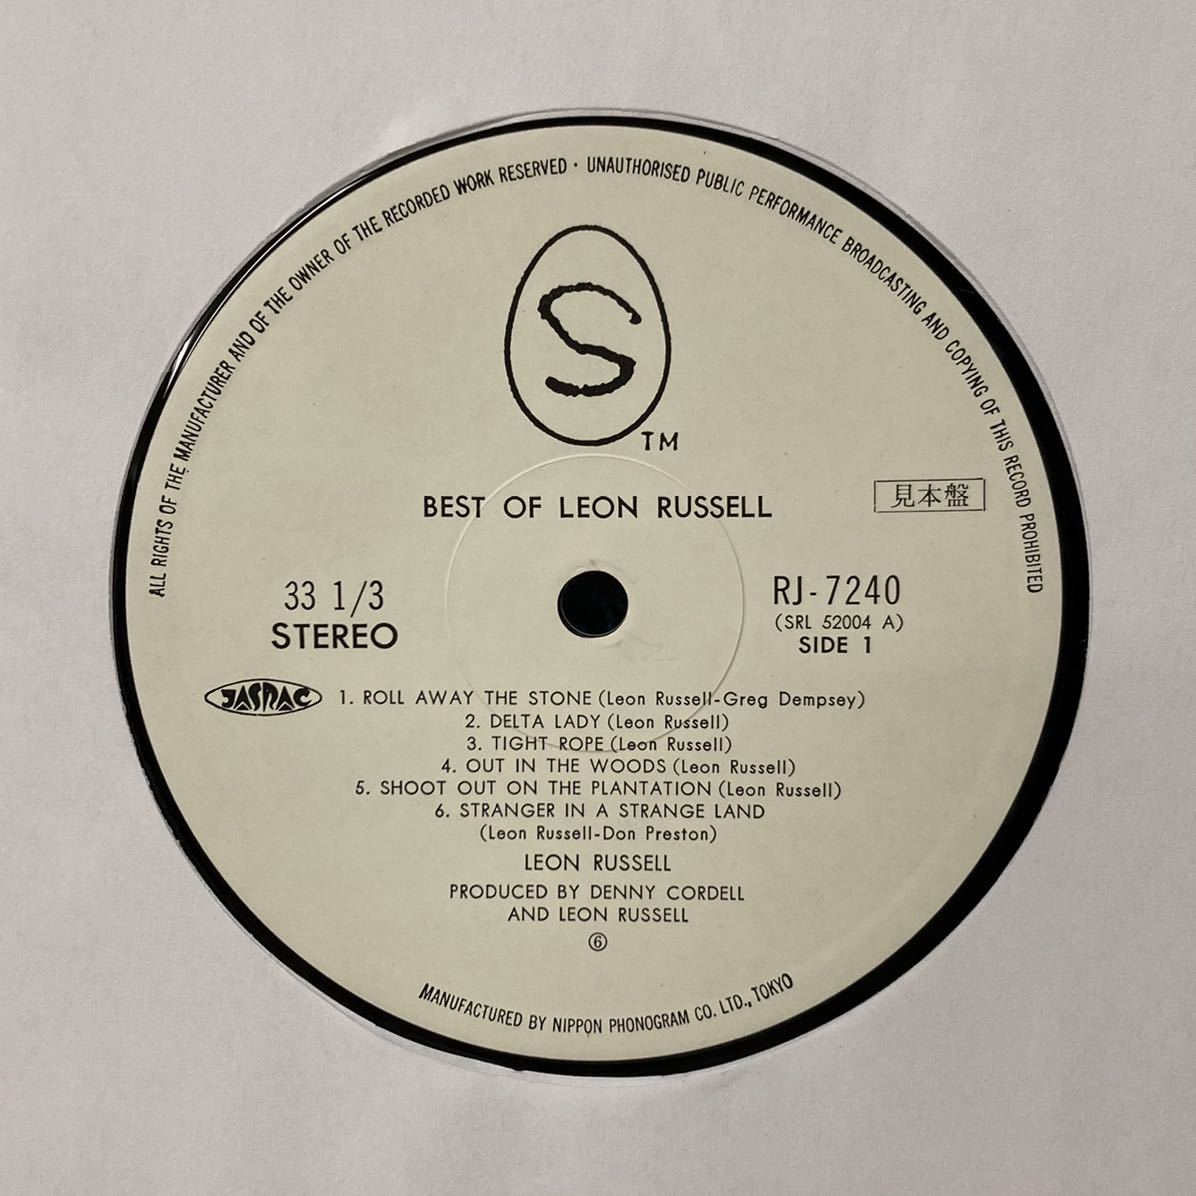 ALL RIGHTS OF THE MANUFACTURER AND OF THE OWNER OF THE RECORDED WORK RESERVED · UNAUTHORISED PUBLIC PERFORMANCE BROADCASTING AND COPYING OF THIS RECORD PROHIBITED
S
TM
BEST OF LEON RUSSELL
見本盤
33 1/3
STEREO
RJ-7240
(SRL 52004 A)
SIDE 1
JASRAC
1. ROLL AWAY THE STONE (Leon Russell-Greg Dempsey)
2. DELTA LADY (Leon Russell)
3. TIGHT ROPE (Leon Russell)
4. OUT IN THE WOODS (Leon Russell)
5. SHOOT OUT ON THE PLANTATION (Leon Russell)
6. STRANGER IN A STRANGE LAND
(Leon Russell-Don Preston)
LEON RUSSELL
PRODUCED BY DENNY CORDELL
AND LEON RUSSELL
⑥
MANUFACTURED BY NIPPON PHONOGRAM CO. LTD., TOKYO